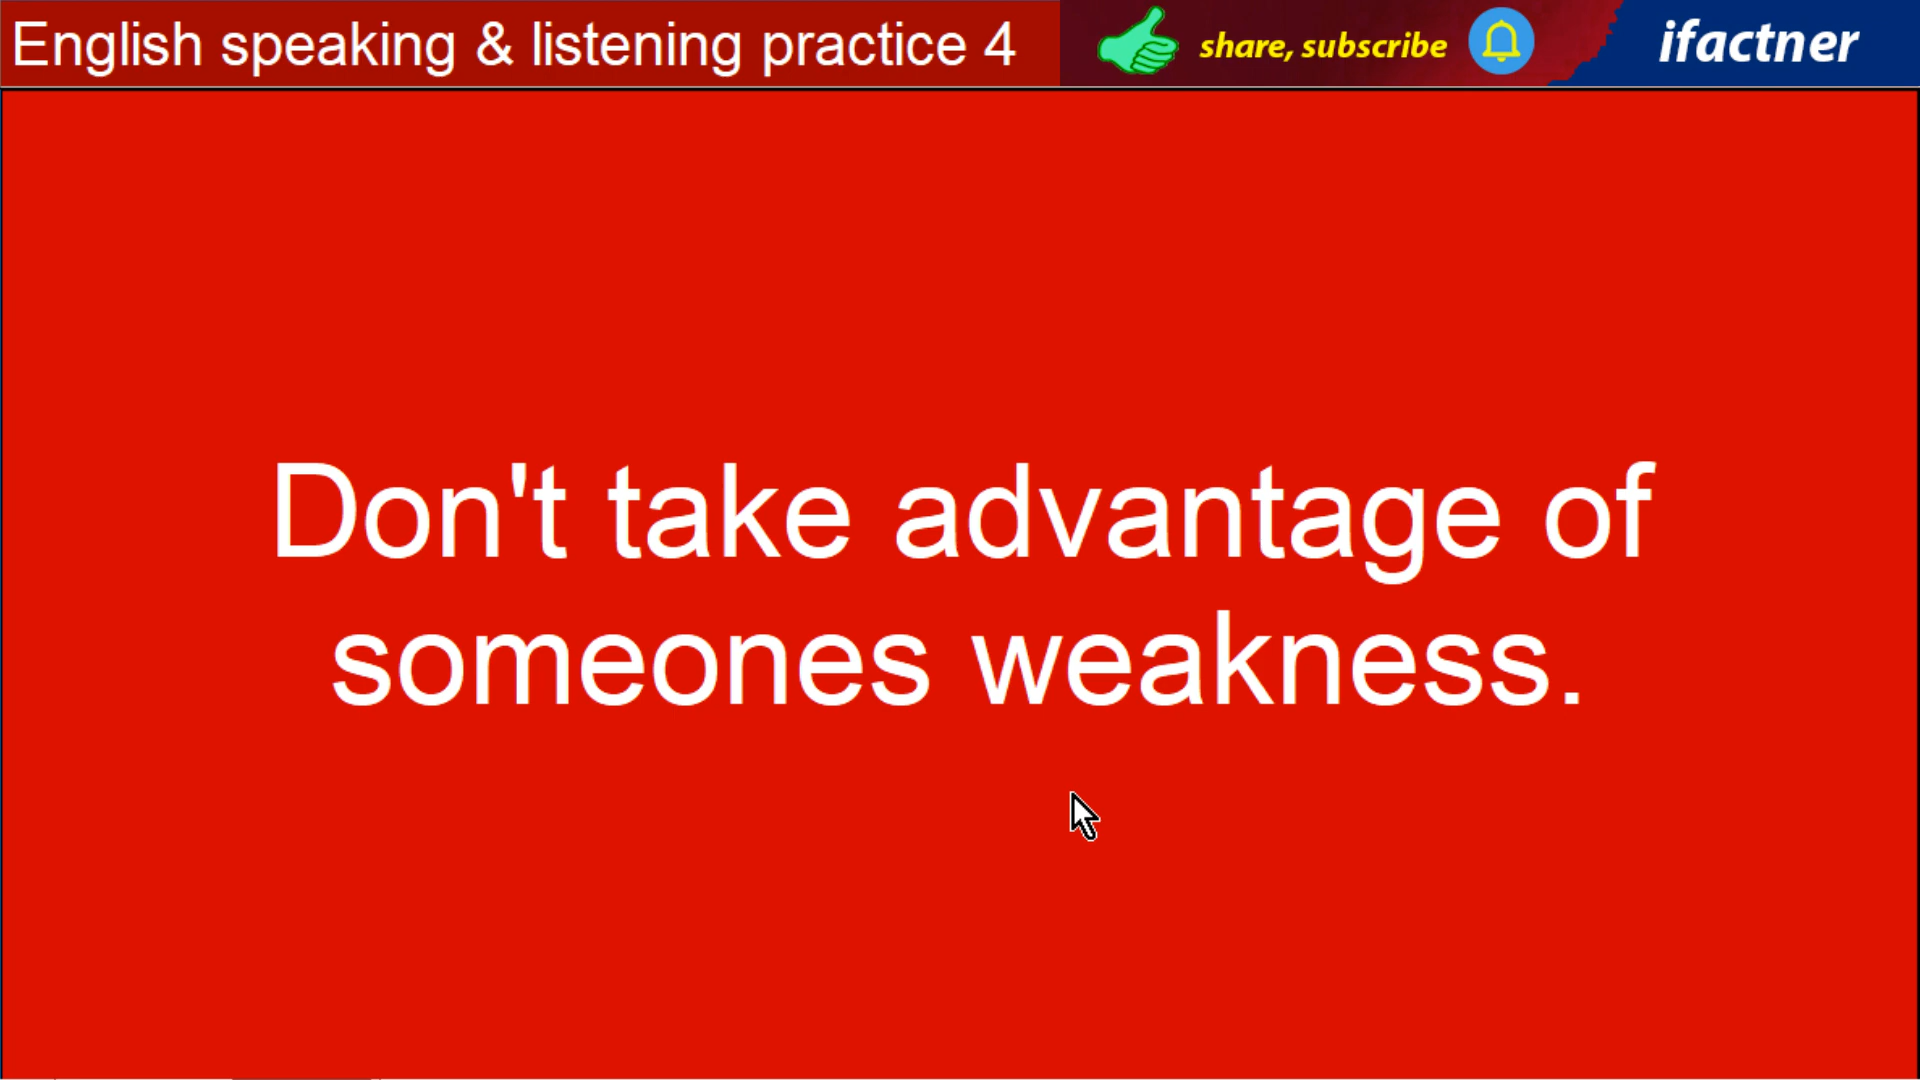 English speaking & listening practice 4
share, subscribe
ifactner
Don't take advantage of
someones weakness.